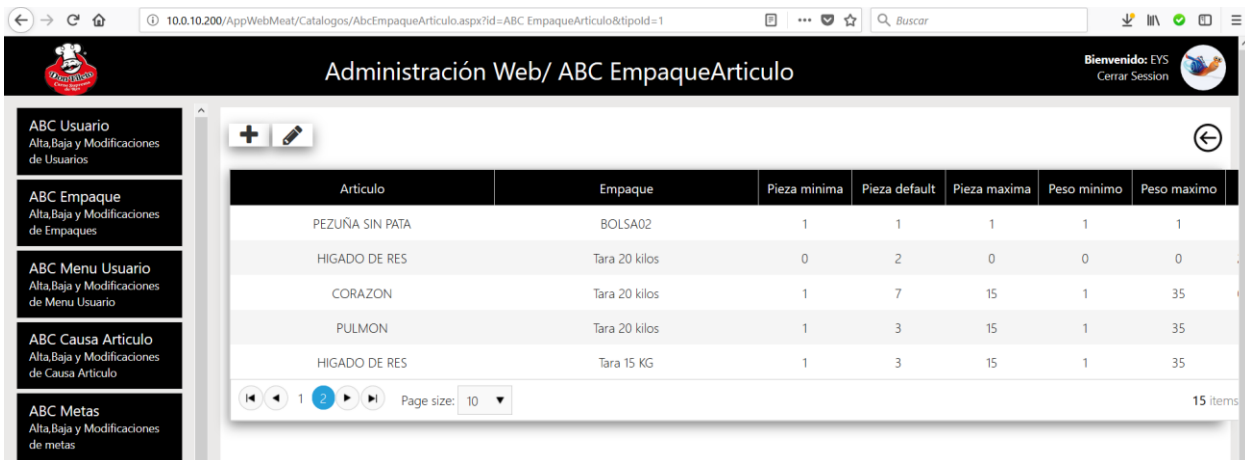 10.0.10.200/AppWebMeat/Catalogos/AbcEmpaqueArticulo.aspx?id=ABC EmpaqueArticulo&tipoId=1
Buscar
Don Fileto
Administración Web/ ABC EmpaqueArticulo
Bienvenido: EYS
Cerrar Session
ABC Usuario
Alta,Baja y Modificaciones
de Usuarios
ABC Empaque
Alta,Baja y Modificaciones
de Empaques
ABC Menu Usuario
Alta,Baja y Modificaciones
de Menu Usuario
ABC Causa Articulo
Alta,Baja y Modificaciones
de Causa Articulo
ABC Metas
Alta,Baja y Modificaciones
de metas
Articulo Empaque Pieza minima Pieza default Pieza maxima Peso minimo Peso maximo
PEZUÑA SIN PATA BOLSA02 1 1 1 1 1
HIGADO DE RES Tara 20 kilos 0 2 0 0 0
CORAZON Tara 20 kilos 1 7 15 1 35
PULMON Tara 20 kilos 1 3 15 1 35
HIGADO DE RES Tara 15 KG 1 3 15 1 35
1 2 Page size: 10 15 items